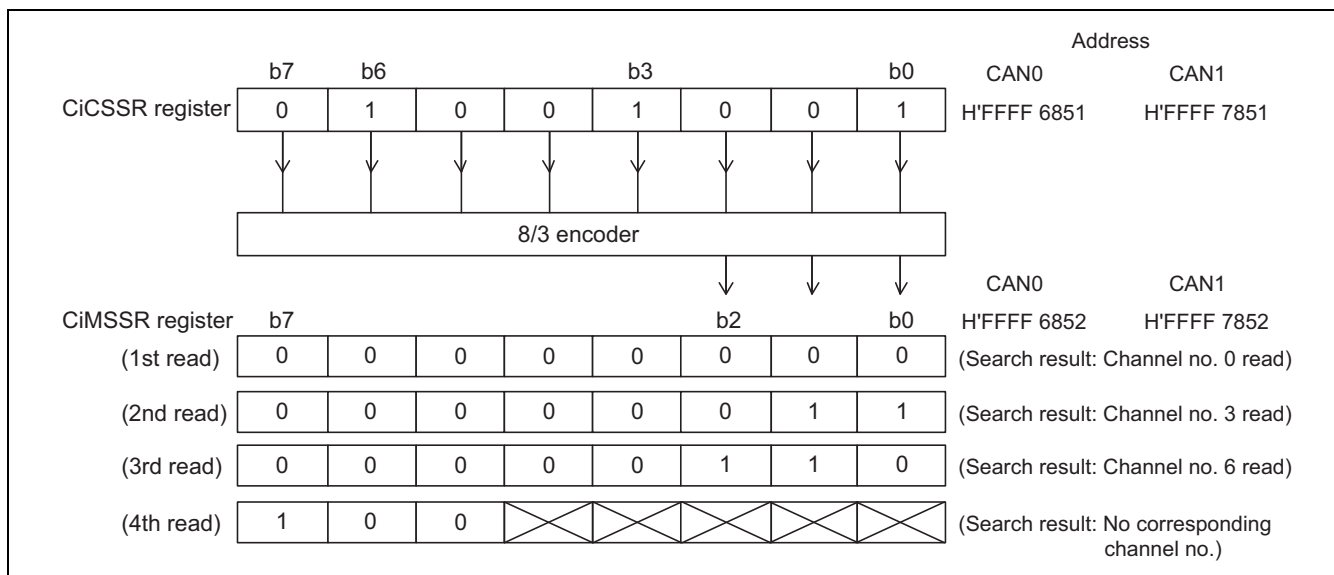 Address
b7 b6 b3 b0 CAN0 CAN1
CiCSSR register 0 1 0 0 1 0 0 1 H'FFFF 6851 H'FFFF 7851
8/3 encoder
CAN0 CAN1
CiMSSR register b7 b2 b0 H'FFFF 6852 H'FFFF 7852
(1st read) 0 0 0 0 0 0 0 0 (Search result: Channel no. 0 read)
(2nd read) 0 0 0 0 0 0 1 1 (Search result: Channel no. 3 read)
(3rd read) 0 0 0 0 0 1 1 0 (Search result: Channel no. 6 read)
(4th read) 1 0 0 (Search result: No corresponding
channel no.)